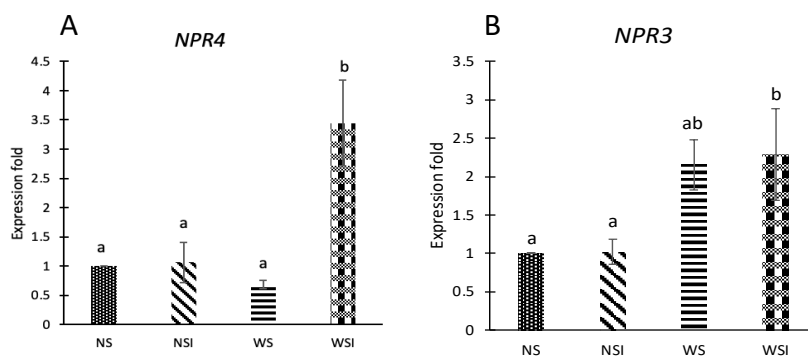 A
NPR4
Expression fold
4.5
4
3.5
3
2.5
2
1.5
1
0.5
0
a
a
a
b
NS
NSI
WS
WSI
B
NPR3
Expression fold
3.5
3
2.5
2
1.5
1
0.5
0
a
a
ab
b
NS
NSI
WS
WSI